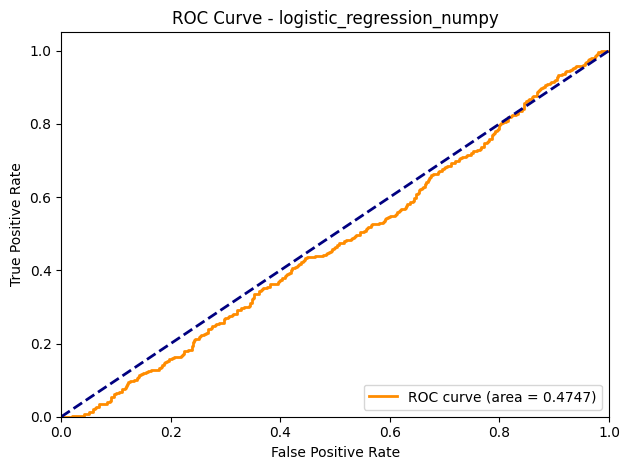 ROC Curve - logistic_regression_numpy
True Positive Rate
1.0
0.8
0.6
0.4
0.2
0.0
ROC curve (area = 0.4747)
0.0 0.2 0.4 0.6 0.8 1.0
False Positive Rate